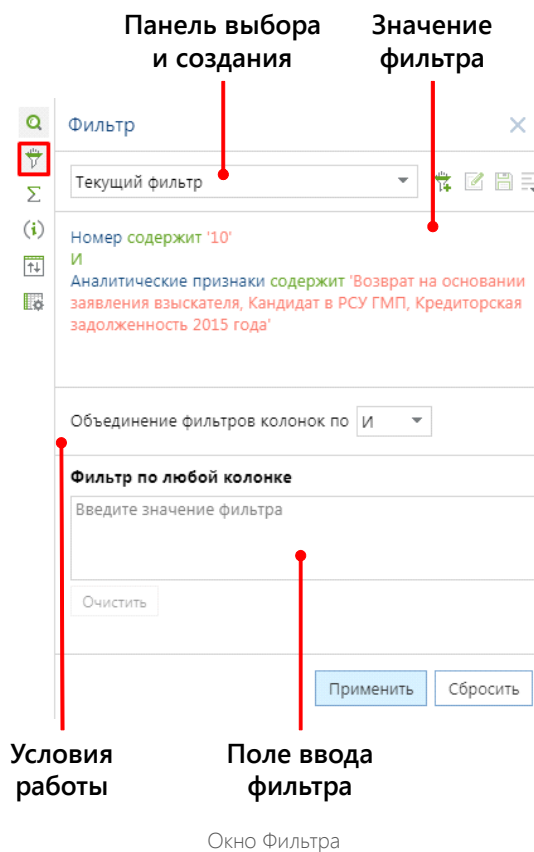 Панель выбора
и создания
Значение
фильтра
Фильтр
Текущий фильтр
Номер содержит '10'
И
Аналитические признаки содержит 'Возврат на основании
заявления взыскателя, Кандидат в РСУ ГМП, Кредиторская
задолженность 2015 года'
Объединение фильтров колонок по И
Фильтр по любой колонке
Введите значение фильтра
Очистить
Применить
Сбросить
Условия
работы
Поле ввода
фильтра
Окно Фильтра